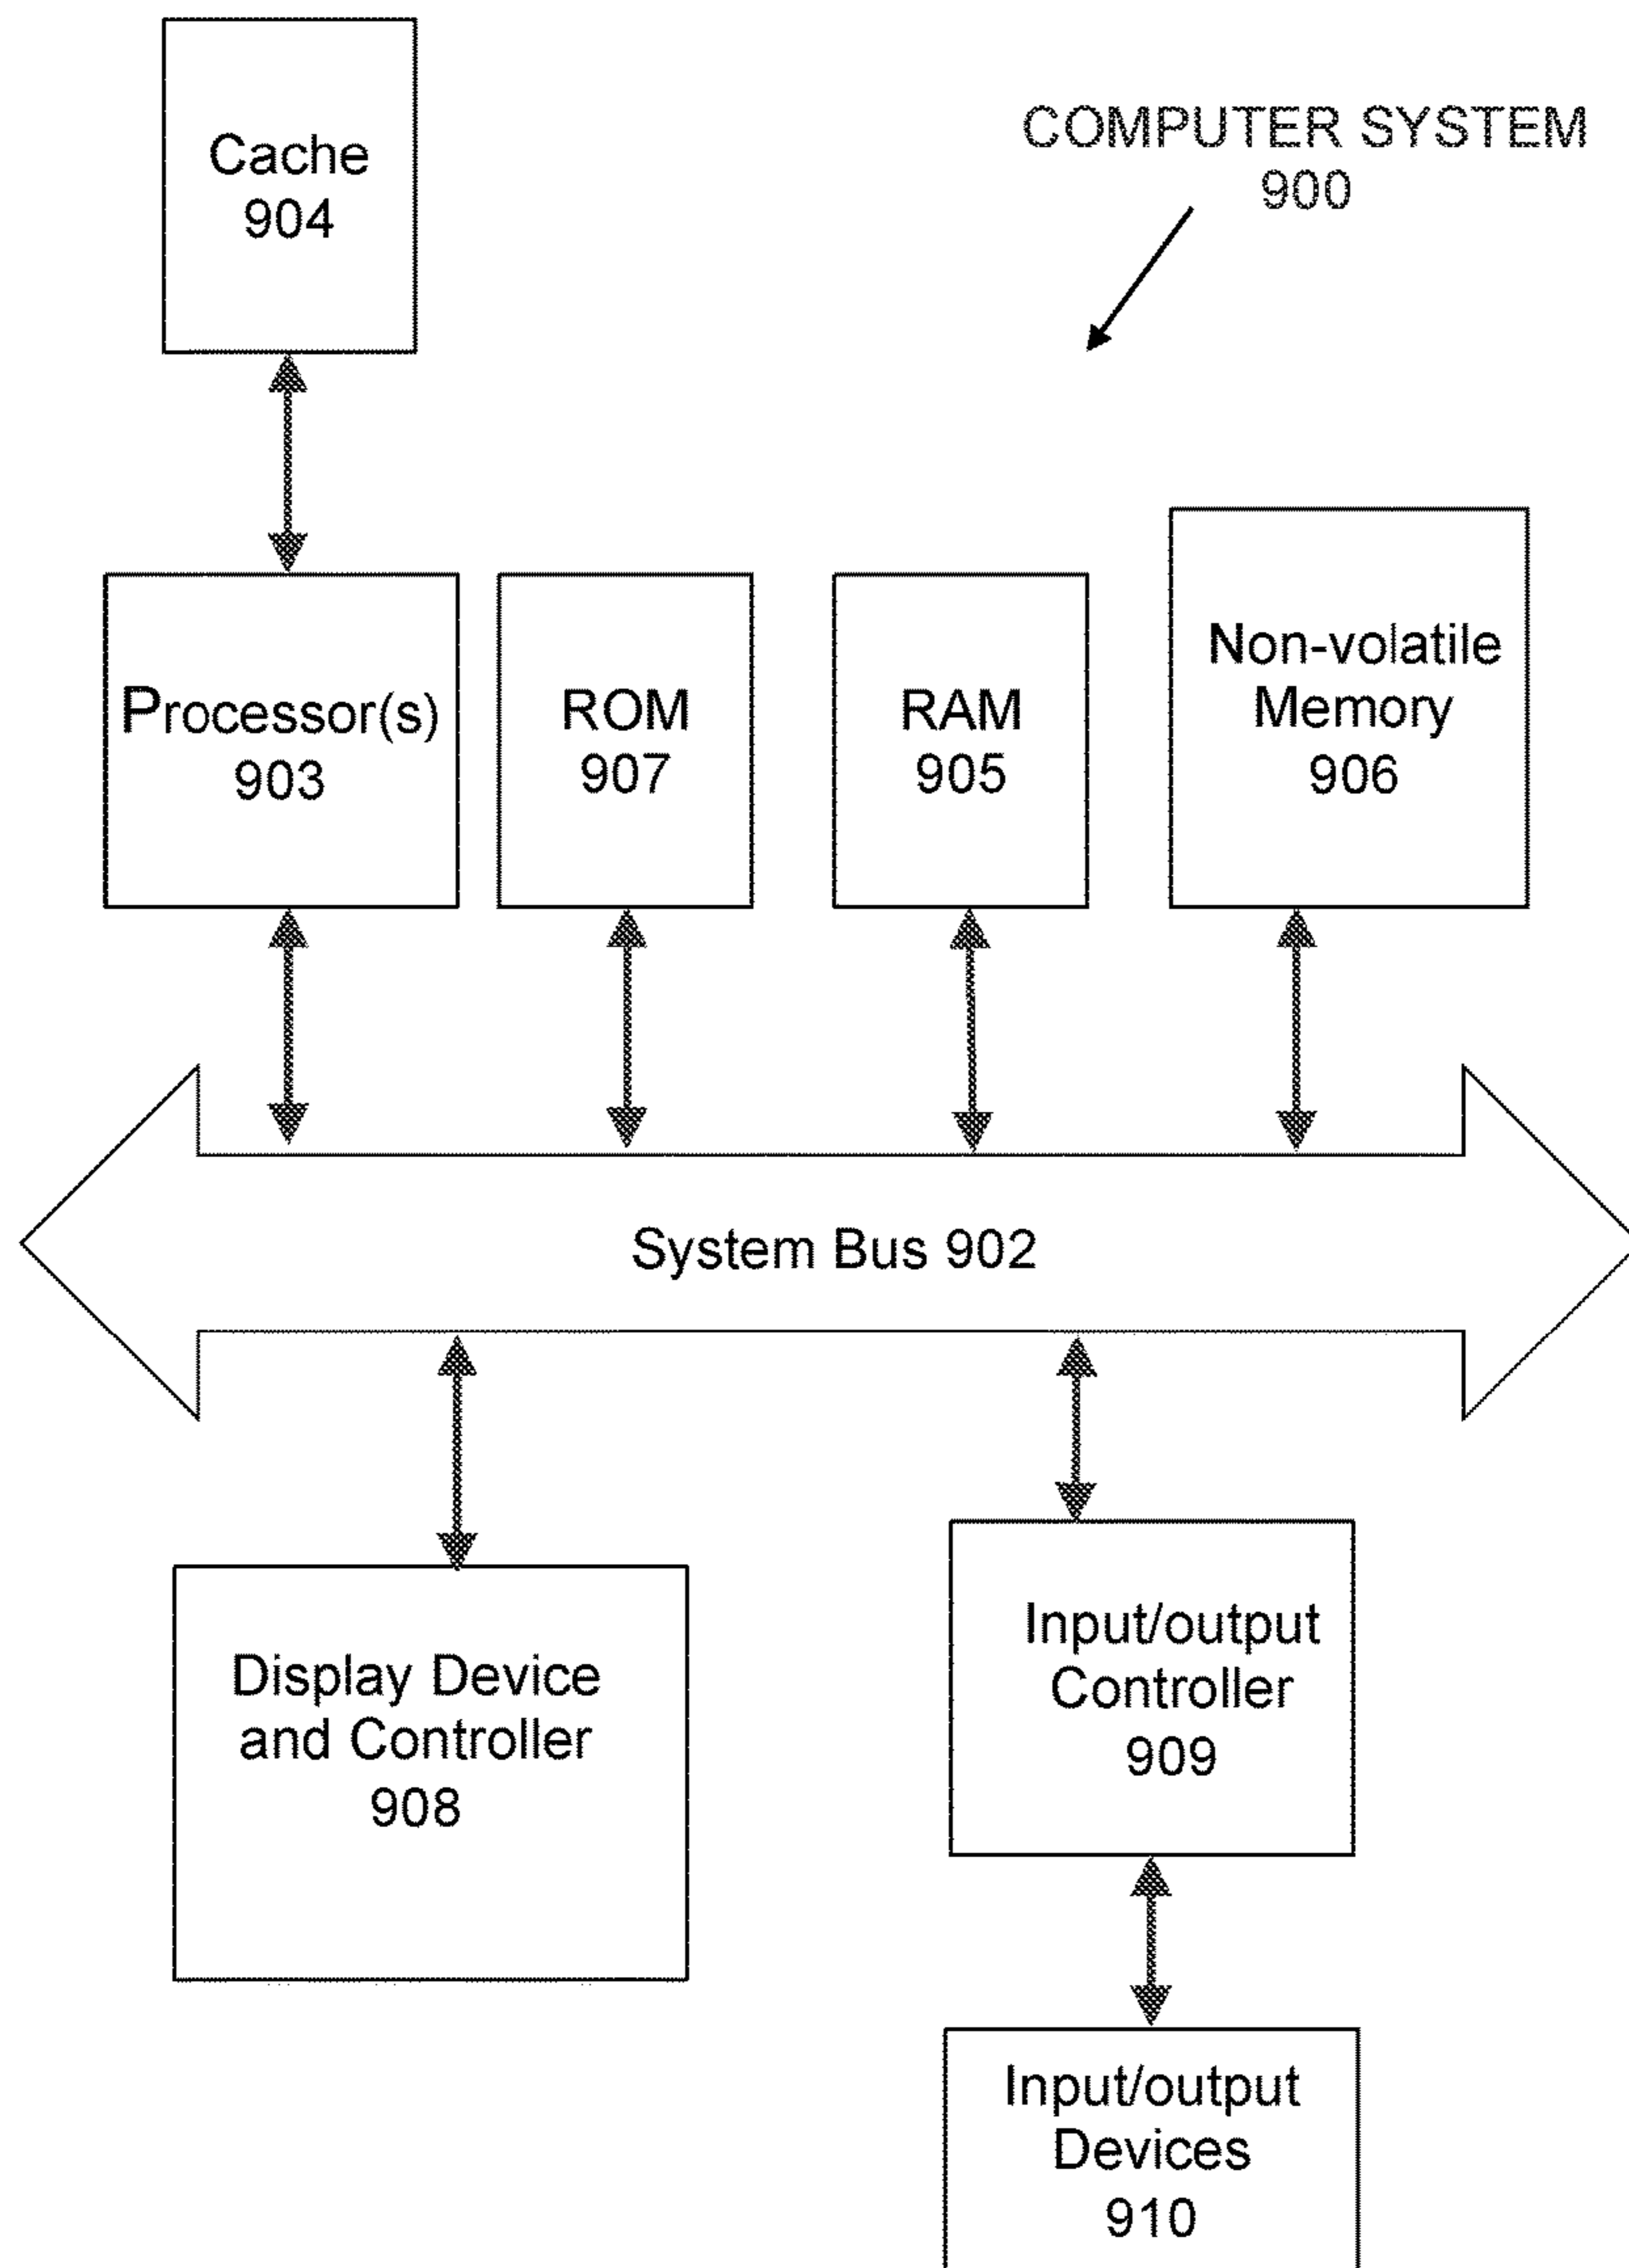 Cache
904
COMPUTER SYSTEM
900
Processor(s)
903
ROM
907
RAM
905
Non-volatile
Memory
906
System Bus 902
Display Device
and Controller
908
Input/output
Controller
909
Input/output
Devices
910